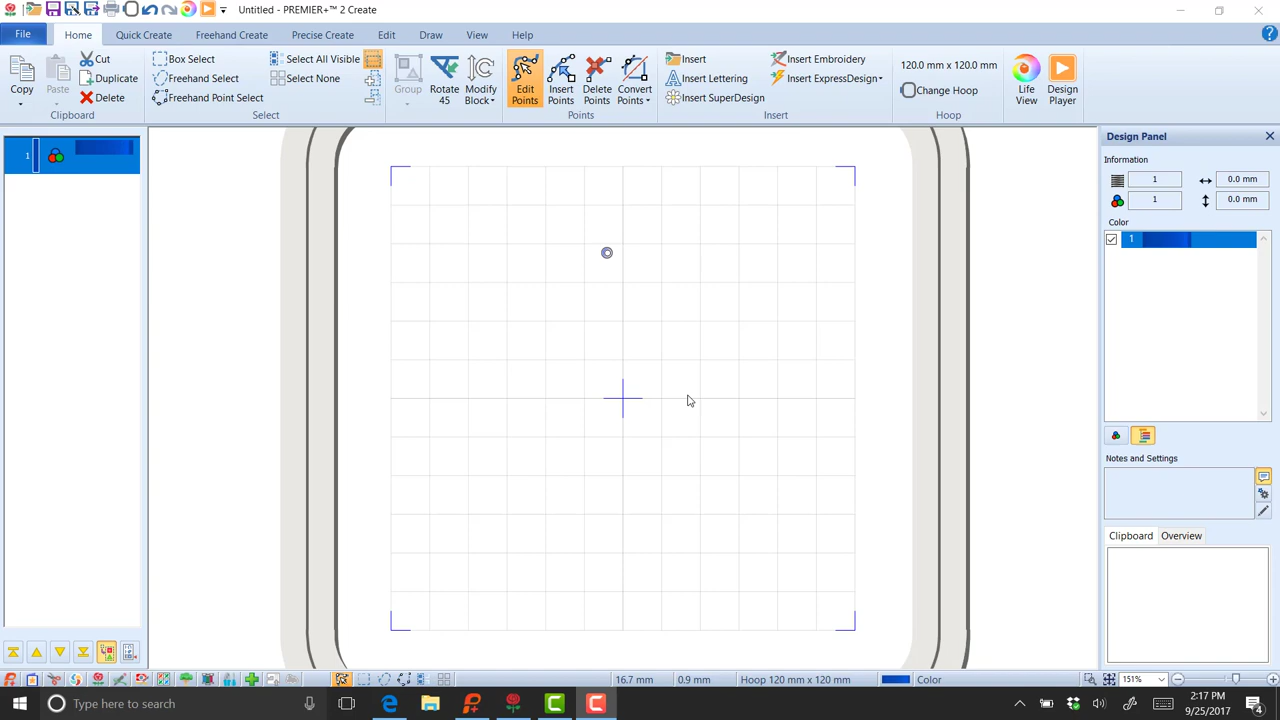 Untitled - PREMIER+™ 2 Create
File Home Quick Create Freehand Create Precise Create Edit Draw View Help
Copy
Paste
Cut
Duplicate
Delete
Clipboard
Box Select
Freehand Select
Freehand Point Select
Select All Visible
Select None
Select
Group
Rotate
45
Modify
Block
Edit
Points
Insert
Points
Delete
Points
Convert
Points
Points
Insert
Insert Lettering
Insert SuperDesign
Insert Embroidery
Insert ExpressDesign
Insert
120.0 mm x 120.0 mm
Change Hoop
Hoop
Life
View
Design
Player
1
Design Panel
Information
1 0.0 mm
1 0.0 mm
Color
1
Notes and Settings
Clipboard Overview
16.7 mm 0.9 mm Hoop 120 mm x 120 mm Color 151%
Type here to search
2:17 PM
9/25/2017